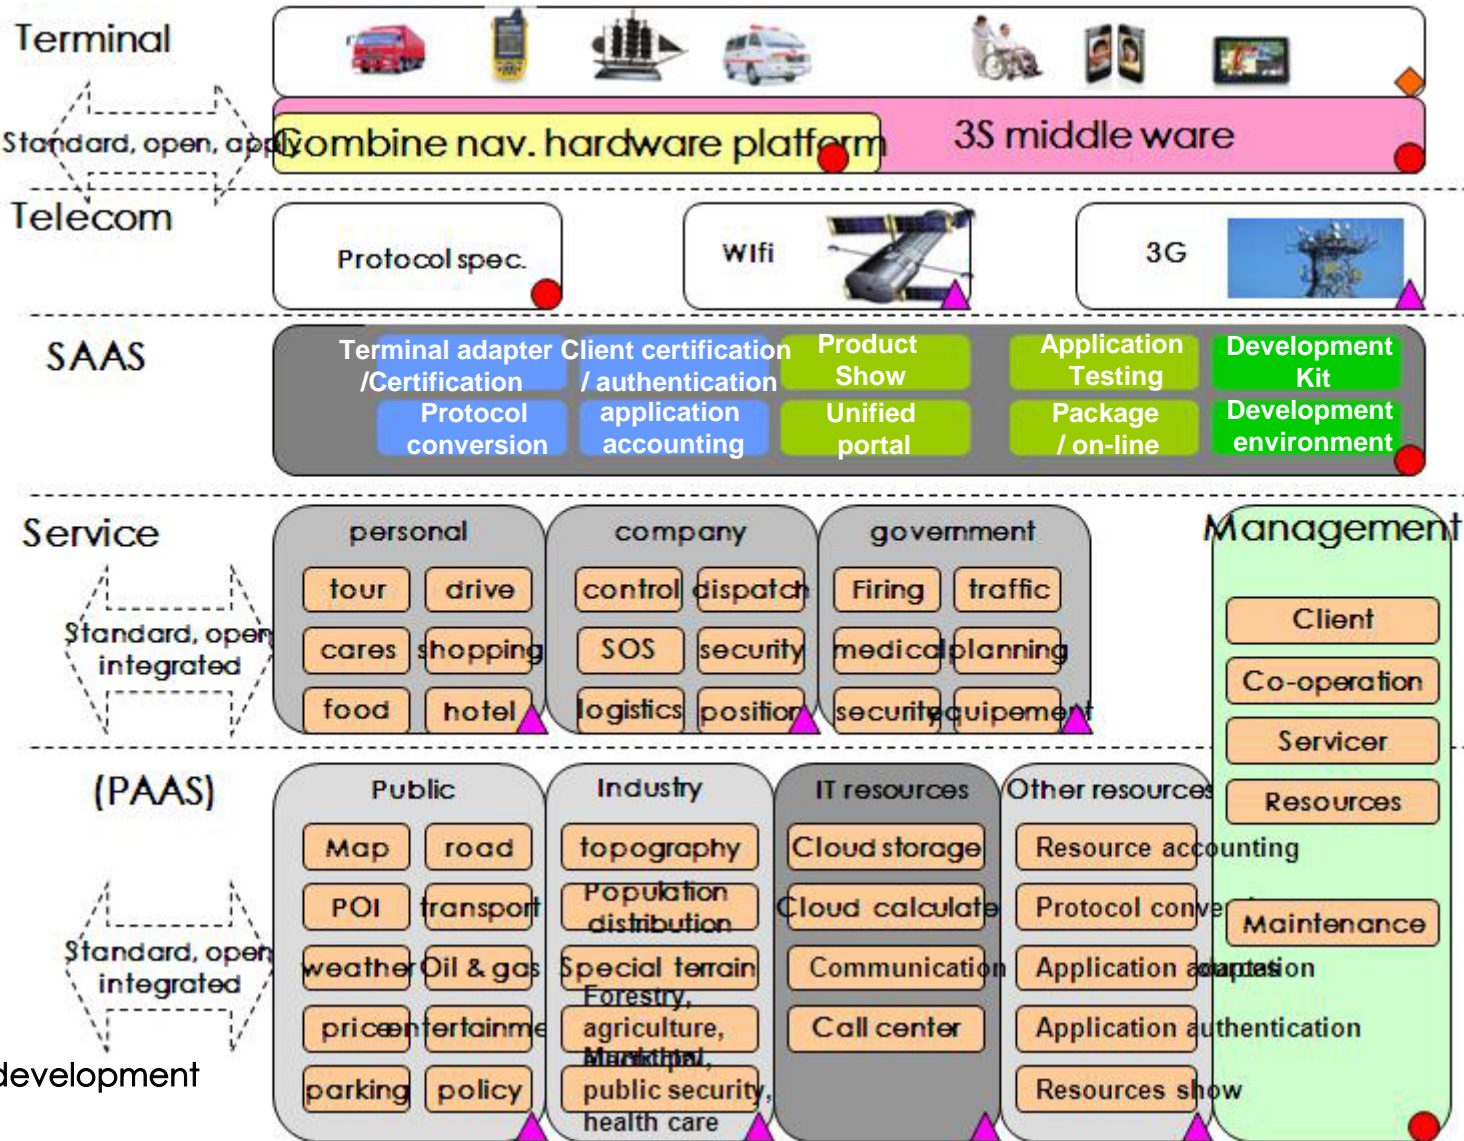 Terminal
Standard, open, apply
Combine nav. hardware platform
3S middle ware
Telecom
Protocol spec.
WIfi
3G
SAAS
Terminal adapter
/Certification
Client certification
/ authentication
Product
Show
Application
Testing
Development
Kit
Protocol
conversion
application
accounting
Unified
portal
Package
/ on-line
Development
environment
Service
Standard, open
integrated
personal
tour
drive
cares
shopping
food
hotel
company
control
dispatch
SOS
security
logistics
position
government
Firing
traffic
medical
planning
security
equipement
Management
Client
Co-operation
Servicer
Resources
Maintenance
(PAAS)
Standard, open
integrated
development
Public
Map
road
POI
transport
weather
Oil & gas
price
entertainme
parking
policy
Industry
topography
Population
distribution
Special terrain
Forestry,
agriculture,
Municipal,
public security,
health care
IT resources
Cloud storage
Cloud calculate
Communication
Call center
Other resources
Resource accounting
Protocol
Application
Application authentication
Resources show